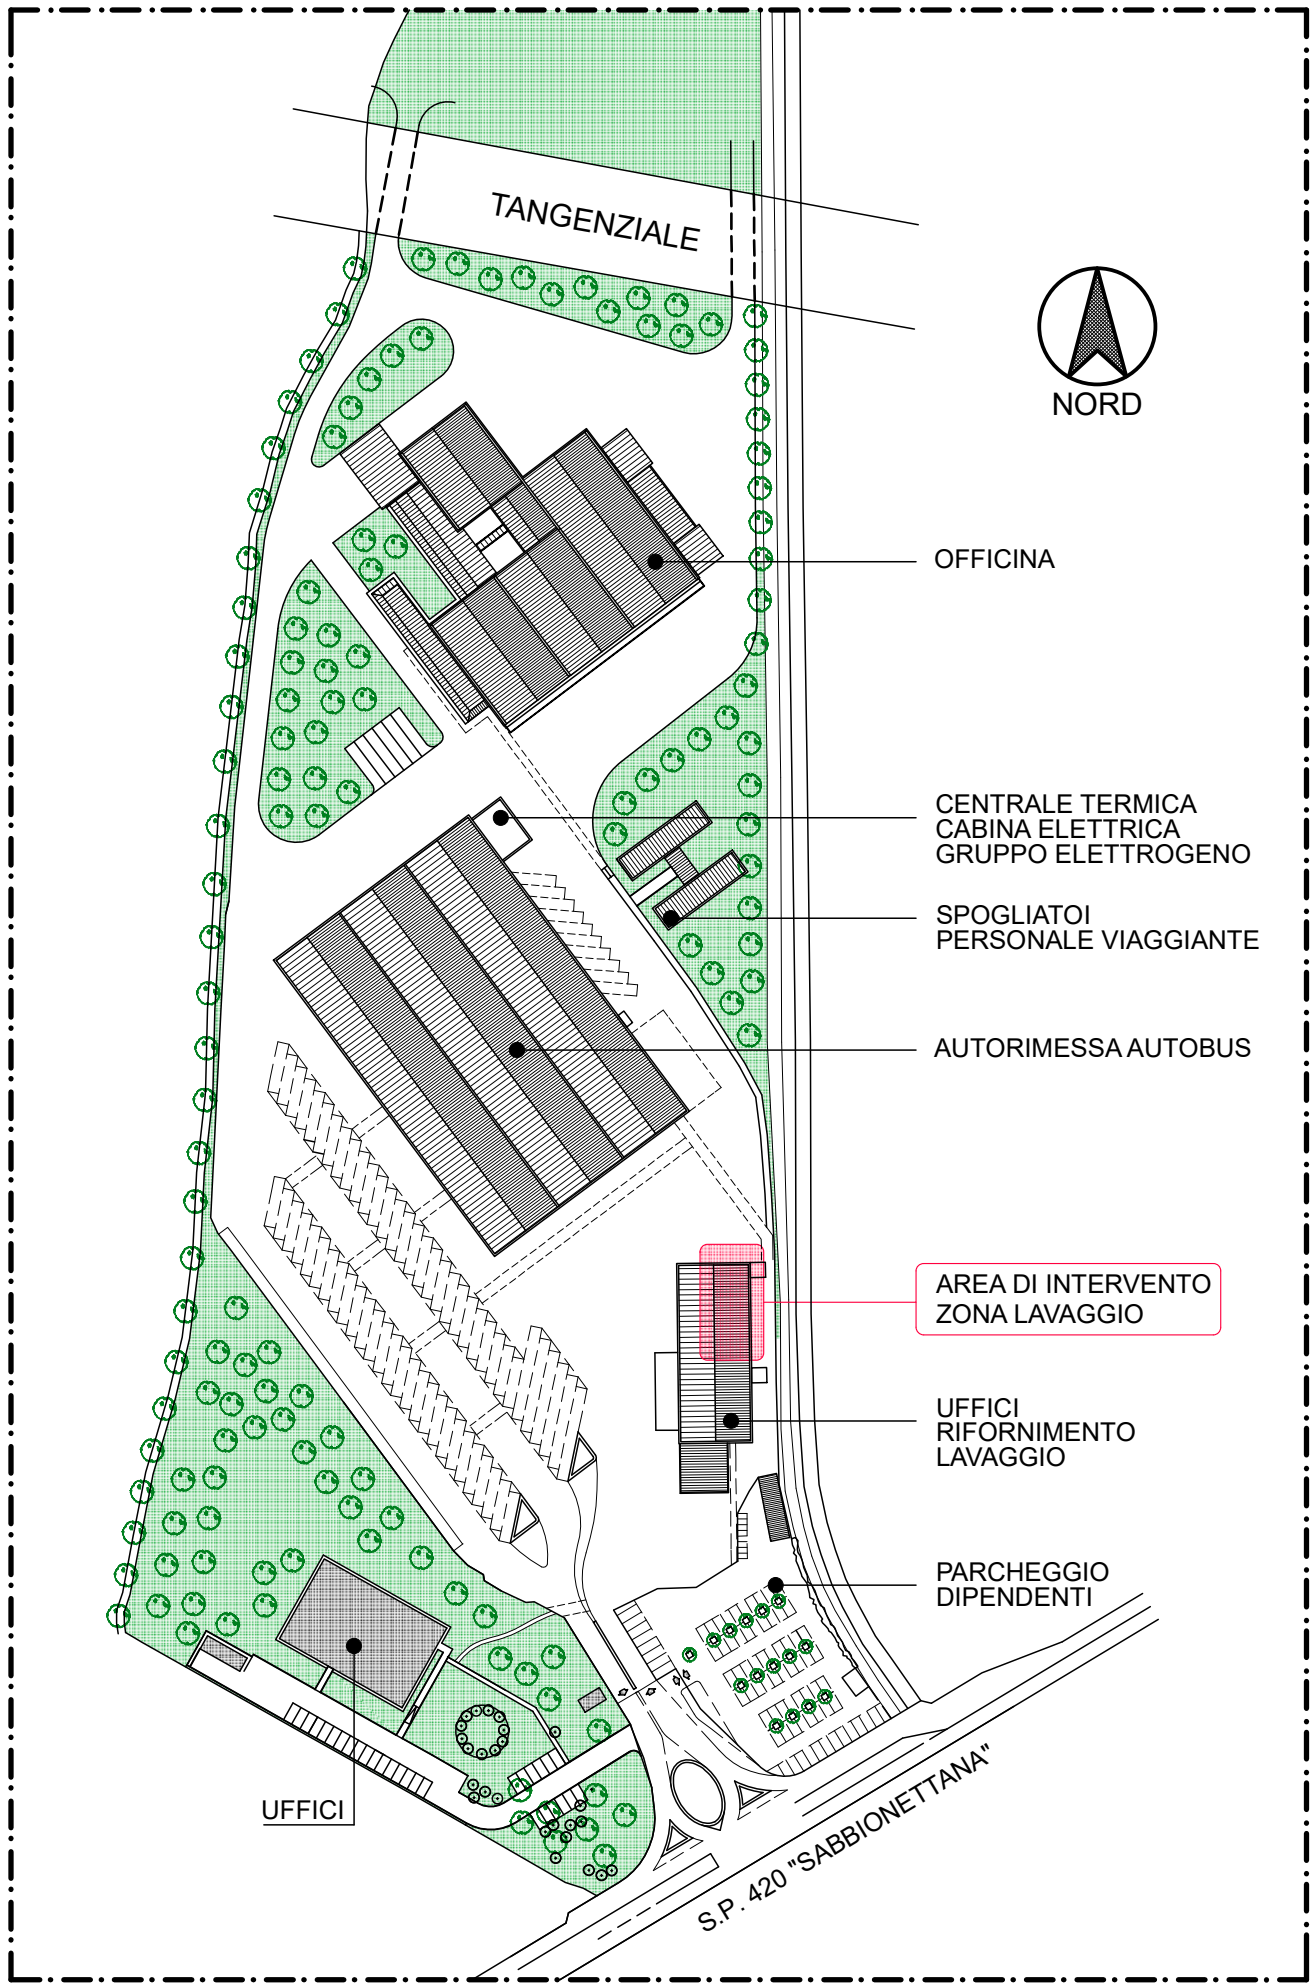 TANGENZIALE
NORD
OFFICINA
CENTRALE TERMICA
CABINA ELETTRICA
GRUPPO ELETTROGENO
SPOGLIATOI
PERSONALE VIAGGIANTE
AUTORIMESSA AUTOBUS
AREA DI INTERVENTO
ZONA LAVAGGIO
UFFICI
RIFORNIMENTO
LAVAGGIO
PARCHEGGIO
DIPENDENTI
UFFICI
S.P. 420 "SABBIONETTANA"